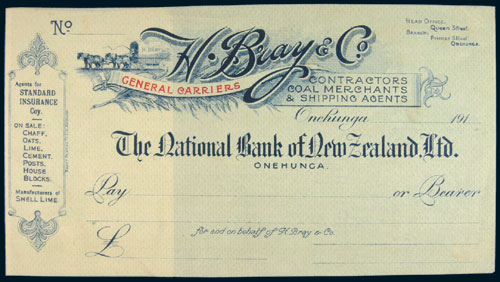 No
H. Bray & Co.
GENERAL CARRIERS
CONTRACTORS
COAL MERCHANTS
& SHIPPING AGENTS
HEAD OFFICE,
Queen Street.
BRANCH,
Princes Street
ONEHUNGA.
Agents for
STANDARD
INSURANCE
Coy.
ON SALE:
CHAFF,
OATS,
LIME,
CEMENT,
POSTS,
HOUSE
BLOCKS.
Manufacturers of
SHELL LIME
Onehunga 191
The National Bank of New Zealand, Ltd.
ONEHUNGA.
Pay or Bearer
£
for and on behalf of H. Bray & Co.